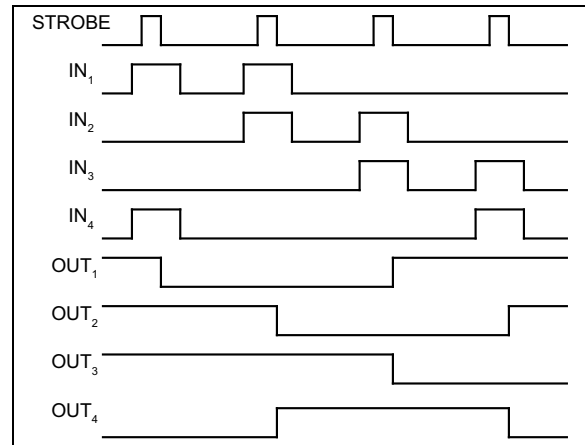 STROBE
IN₁
IN₂
IN₃
IN₄
OUT₁
OUT₂
OUT₃
OUT₄